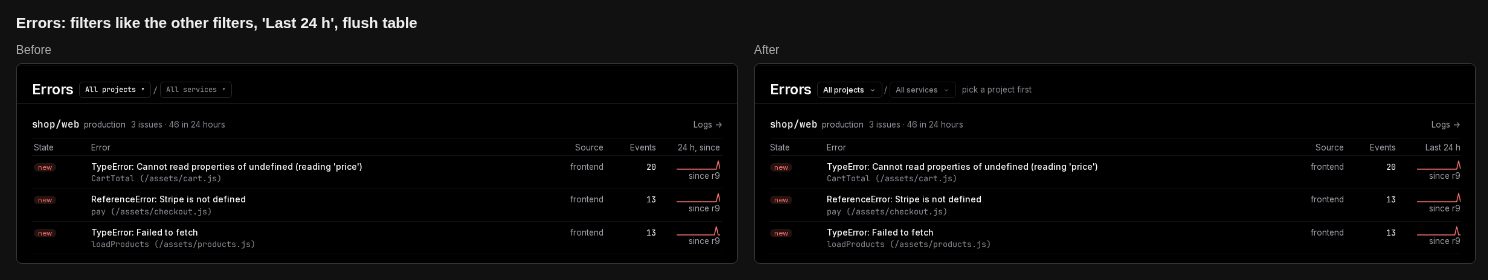 Errors: filters like the other filters, 'Last 24 h', flush table
Before
Errors All projects / All services
shop/web production 3 issues · 46 in 24 hours Logs →
State Error Source Events 24 h, since
new TypeError: Cannot read properties of undefined (reading 'price') frontend 20
CartTotal (/assets/cart.js) since r9
new ReferenceError: Stripe is not defined frontend 13
pay (/assets/checkout.js) since r9
new TypeError: Failed to fetch frontend 13
loadProducts (/assets/products.js) since r9
After
Errors All projects / All services pick a project first
shop/web production 3 issues · 46 in 24 hours Logs →
State Error Source Events Last 24 h
new TypeError: Cannot read properties of undefined (reading 'price') frontend 20
CartTotal (/assets/cart.js) since r9
new ReferenceError: Stripe is not defined frontend 13
pay (/assets/checkout.js) since r9
new TypeError: Failed to fetch frontend 13
loadProducts (/assets/products.js) since r9